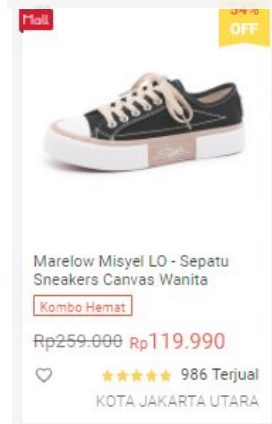 Mall
54%
OFF
Marelow Misyel LO - Sepatu
Sneakers Canvas Wanita
Kombo Hemat
Rp259.000 Rp119.990
986 Terjual
KOTA JAKARTA UTARA